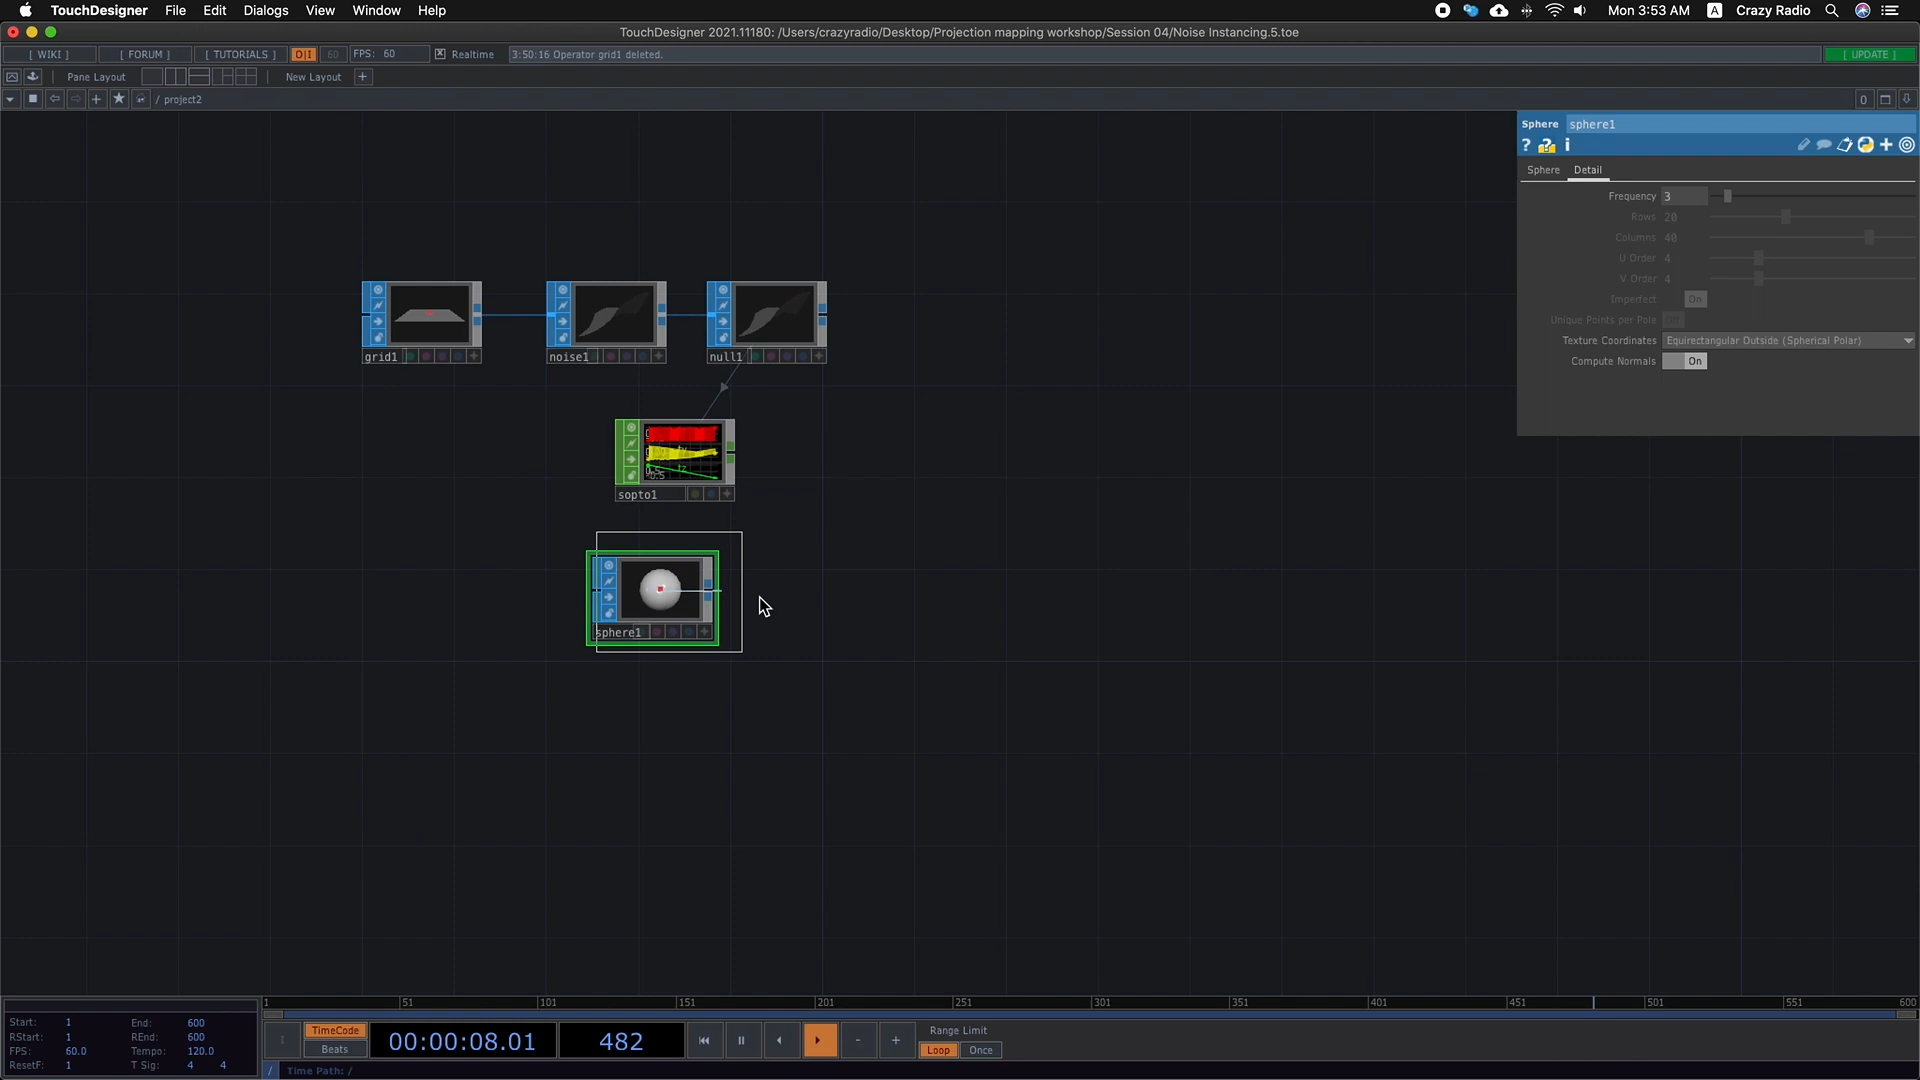 TouchDesigner File Edit Dialogs View Window Help Mon 3:53 AM A Crazy Radio
TouchDesigner 2021.11180: /Users/crazyradio/Desktop/Projection mapping workshop/Session 04/Noise Instancing.5.toe
[ WIKI ] [ FORUM ] [ TUTORIALS ] O|I 60 FPS: 60 Realtime 3:50:16 Operator grid1 deleted. [ UPDATE ]
Pane Layout New Layout +
/ project2 0
Sphere sphere1
? ? i
Sphere Detail
Frequency 3
Rows 20
Columns 40
U Order 4
V Order 4
Imperfect On
Unique Points per Pole
Texture Coordinates Equirectangular Outside (Spherical Polar)
Compute Normals On
grid1 noise1 null1
tz
-0.5
sopto1
sphere1
1 51 101 151 201 251 301 351 401 451 501 551 600
Start: 1 End: 600
RStart: 1 REnd: 600
FPS: 60.0 Tempo: 120.0
ResetF: 1 T Sig: 4 4
TimeCode
Beats
00:00:08.01 482
- +
Range Limit
Loop Once
/ Time Path: /